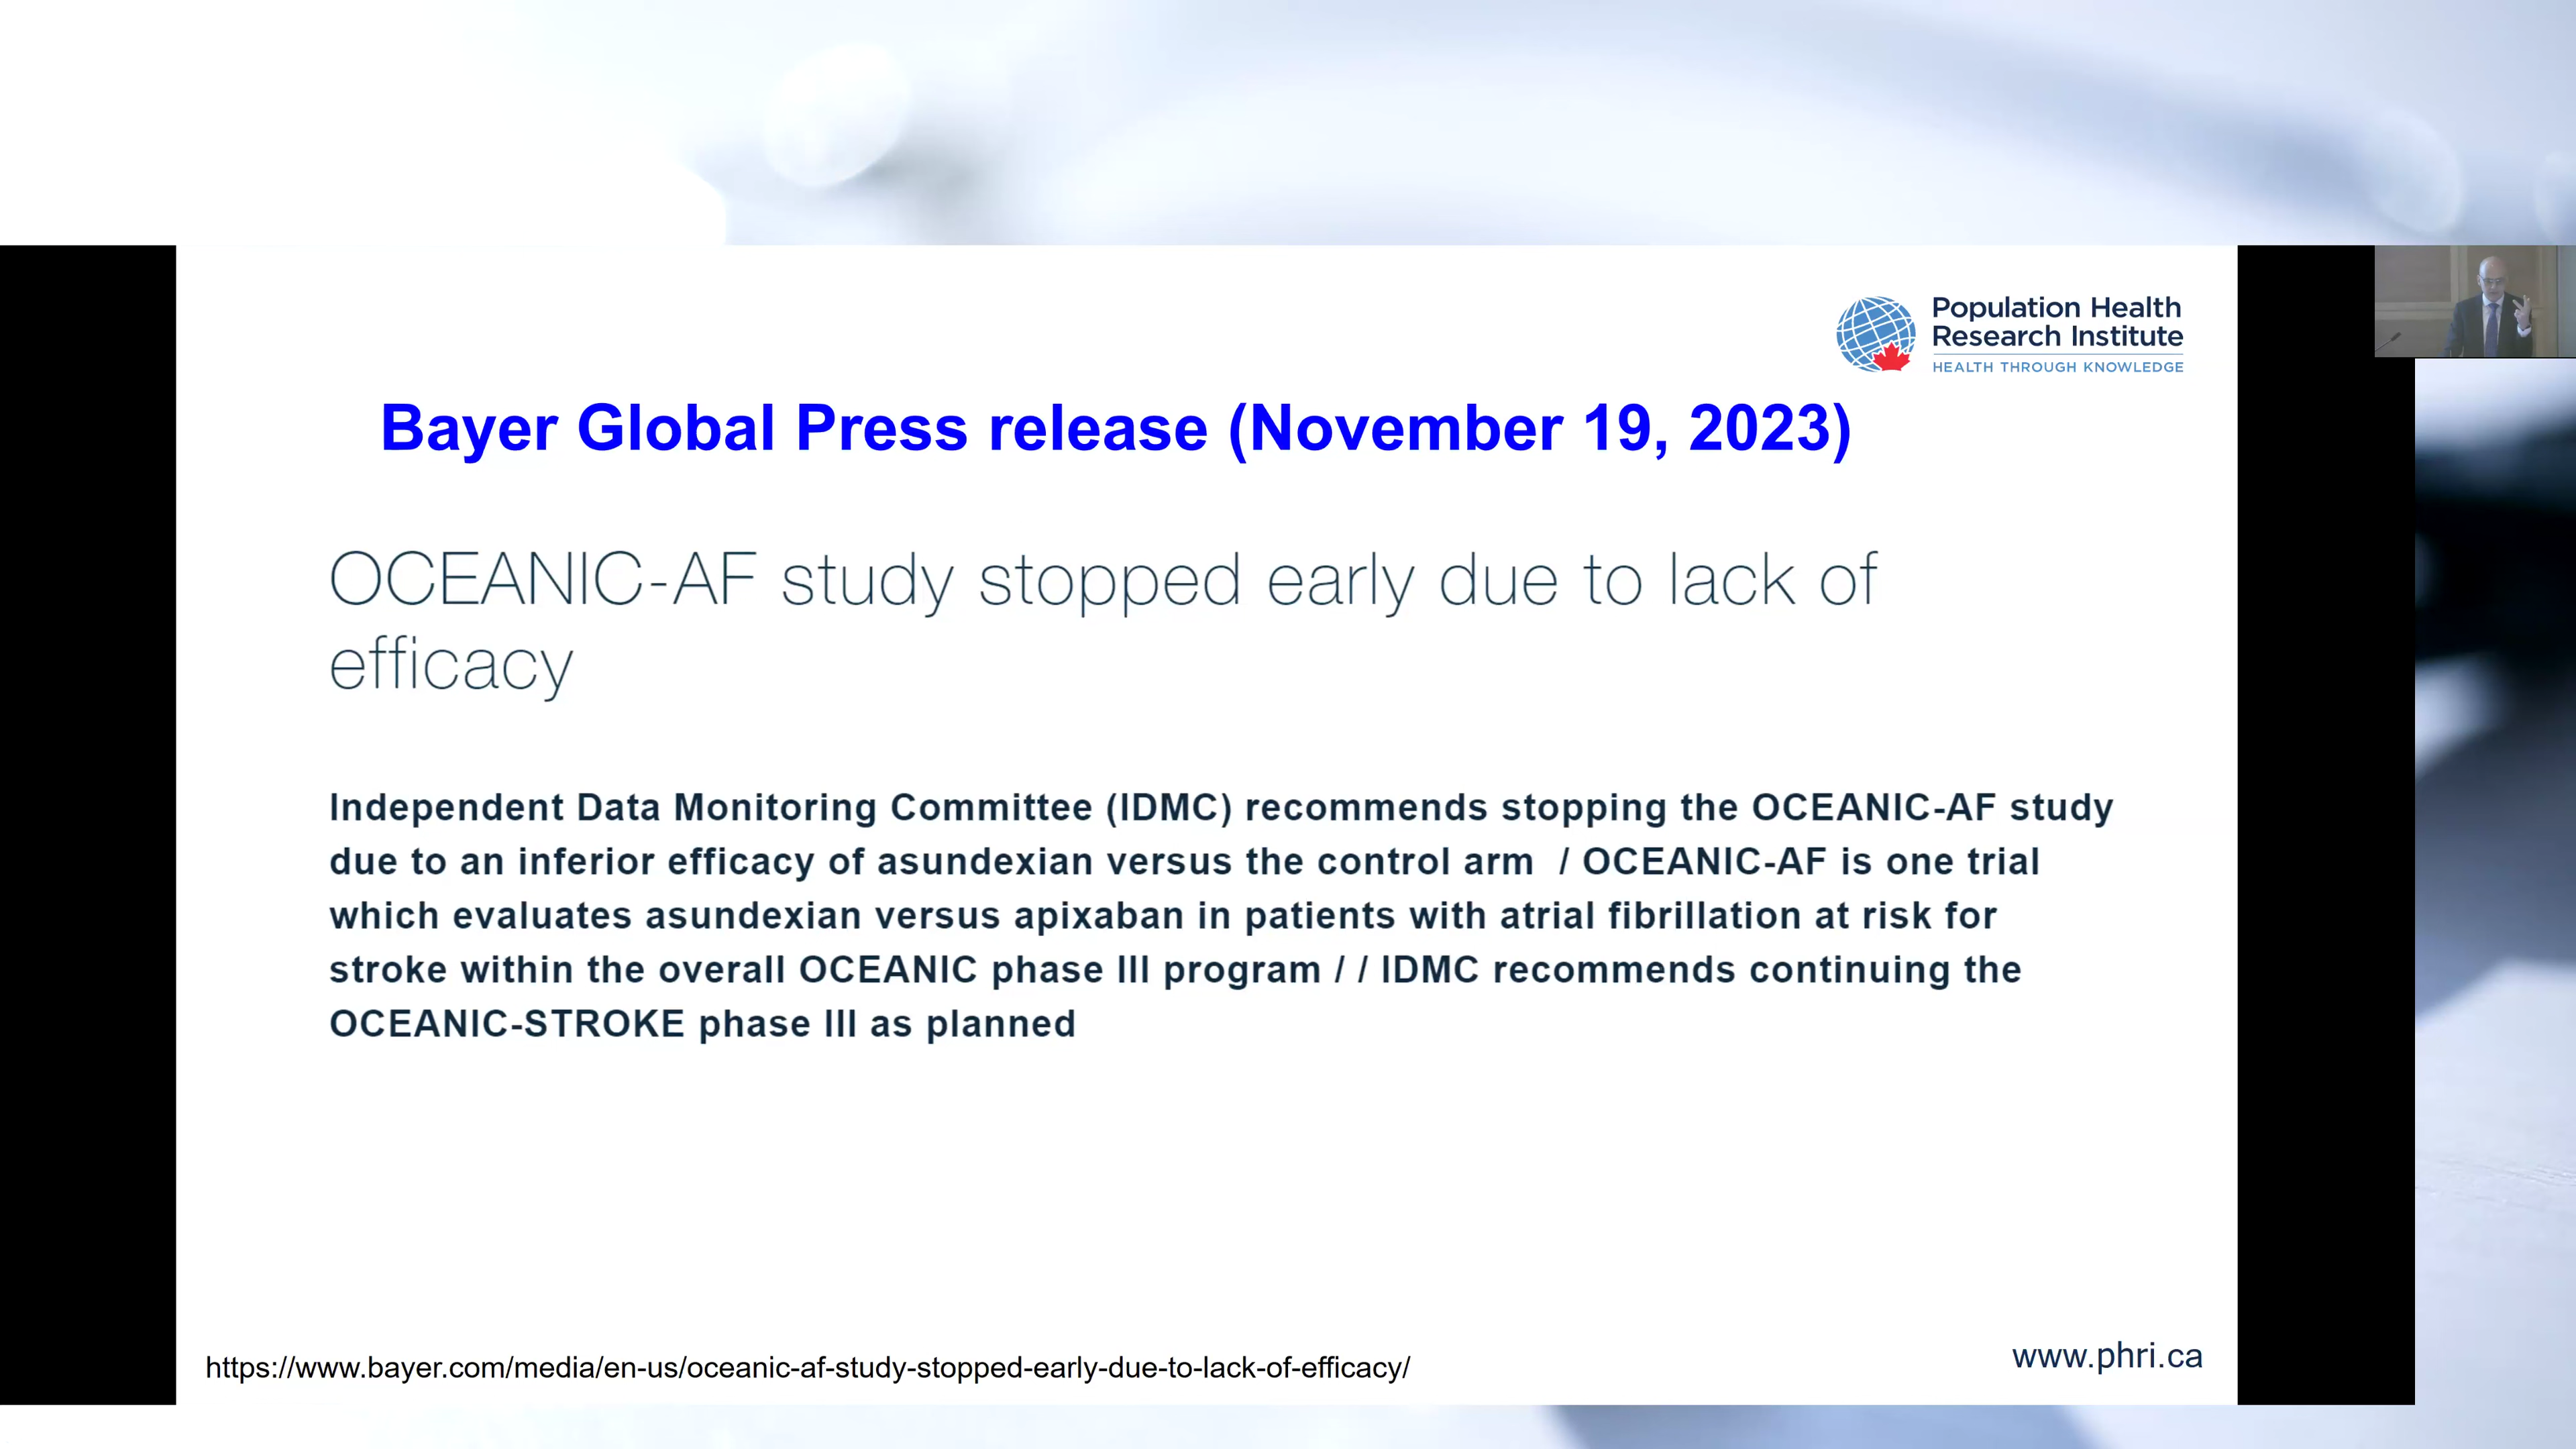 Population Health
Research Institute
HEALTH THROUGH KNOWLEDGE
Bayer Global Press release (November 19, 2023)
OCEANIC-AF study stopped early due to lack of
efficacy
Independent Data Monitoring Committee (IDMC) recommends stopping the OCEANIC-AF study
due to an inferior efficacy of asundexian versus the control arm / OCEANIC-AF is one trial
which evaluates asundexian versus apixaban in patients with atrial fibrillation at risk for
stroke within the overall OCEANIC phase III program / / IDMC recommends continuing the
OCEANIC-STROKE phase III as planned
https://www.bayer.com/media/en-us/oceanic-af-study-stopped-early-due-to-lack-of-efficacy/
www.phri.ca